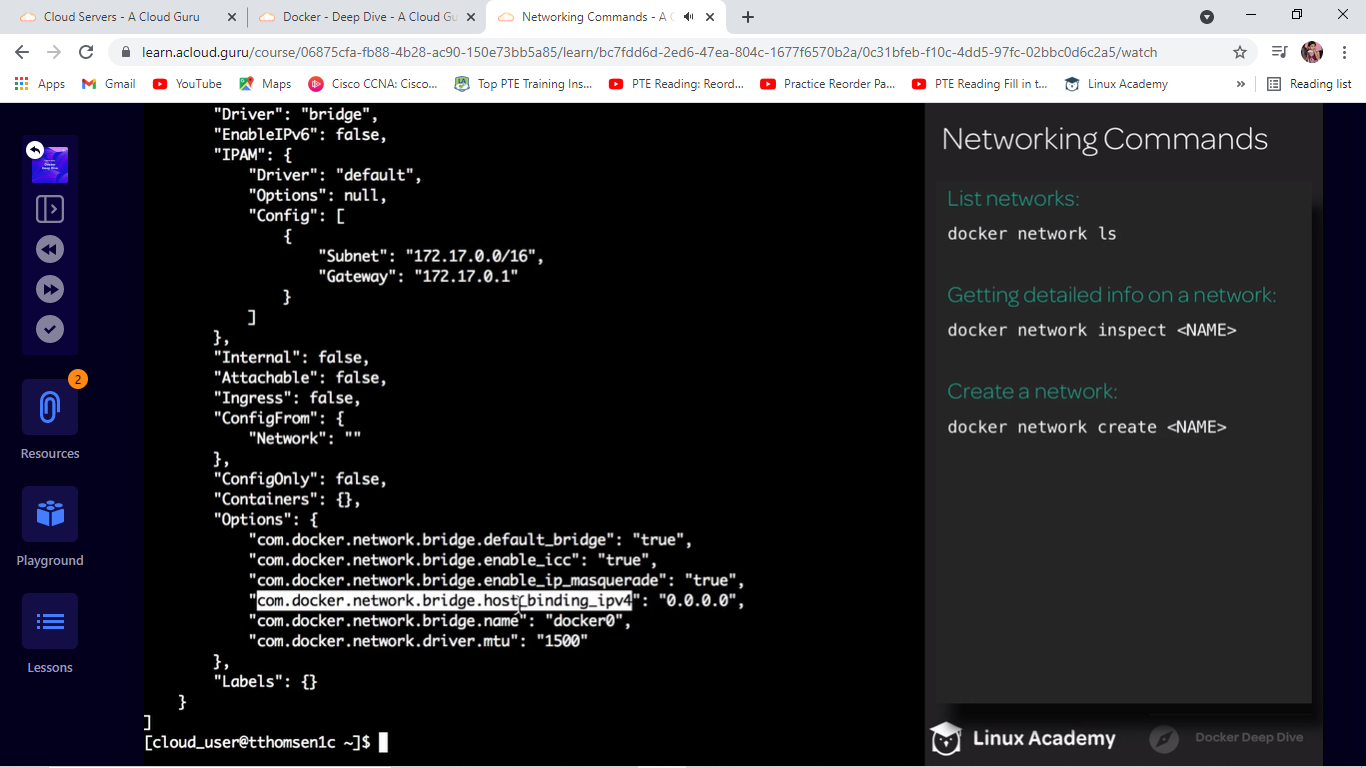 Cloud Servers - A Cloud Guru
Docker - Deep Dive - A Cloud Gu
Networking Commands - A C
learn.acloud.guru/course/06875cfa-fb88-4b28-ac90-150e73bb5a85/learn/bc7fdd6d-2ed6-47ea-804c-1677f6570b2a/0c31bfeb-f10c-4dd5-97fc-02bbc0d6c2a5/watch
Apps
Gmail
YouTube
Maps
Cisco CCNA: Cisco...
Top PTE Training Ins...
PTE Reading: Reord...
Practice Reorder Pa...
PTE Reading Fill in t...
Linux Academy
»
Reading list
Docker
Deep Dive
2
Resources
Playground
Lessons
"Driver": "bridge",
"EnableIPv6": false,
"IPAM": {
"Driver": "default",
"Options": null,
"Config": [
{
"Subnet": "172.17.0.0/16",
"Gateway": "172.17.0.1"
}
]
},
"Internal": false,
"Attachable": false,
"Ingress": false,
"ConfigFrom": {
"Network": ""
},
"ConfigOnly": false,
"Containers": {},
"Options": {
"com.docker.network.bridge.default_bridge": "true",
"com.docker.network.bridge.enable_icc": "true",
"com.docker.network.bridge.enable_ip_masquerade": "true",
"com.docker.network.bridge.host_binding_ipv4": "0.0.0.0",
"com.docker.network.bridge.name": "docker0",
"com.docker.network.driver.mtu": "1500"
},
"Labels": {}
}
]
[cloud_user@tthomsen1c ~]$
Networking Commands
List networks:
docker network ls
Getting detailed info on a network:
docker network inspect <NAME>
Create a network:
docker network create <NAME>
Linux Academy
Docker Deep Dive